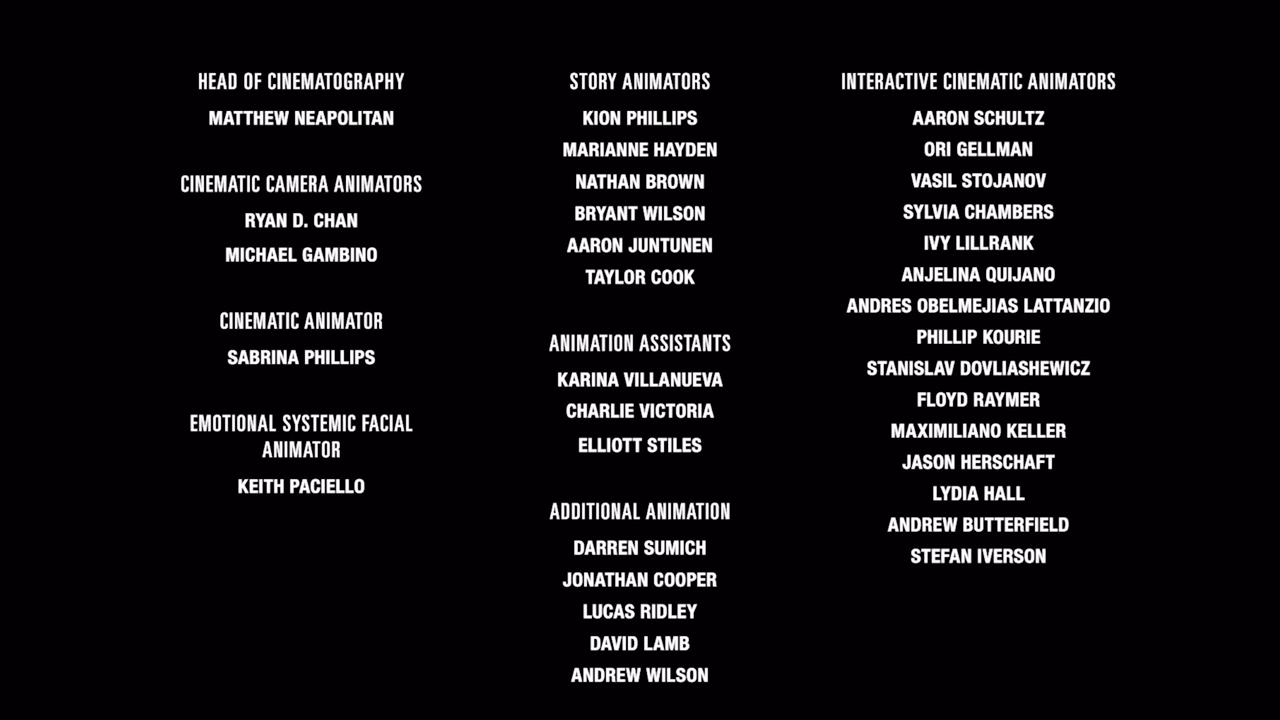 HEAD OF CINEMATOGRAPHY
MATTHEW NEAPOLITAN
CINEMATIC CAMERA ANIMATORS
RYAN D. CHAN
MICHAEL GAMBINO
CINEMATIC ANIMATOR
SABRINA PHILLIPS
EMOTIONAL SYSTEMIC FACIAL
ANIMATOR
KEITH PACIELLO
STORY ANIMATORS
KION PHILLIPS
MARIANNE HAYDEN
NATHAN BROWN
BRYANT WILSON
AARON JUNTUNEN
TAYLOR COOK
ANIMATION ASSISTANTS
KARINA VILLANUEVA
CHARLIE VICTORIA
ELLIOTT STILES
ADDITIONAL ANIMATION
DARREN SUMICH
JONATHAN COOPER
LUCAS RIDLEY
DAVID LAMB
ANDREW WILSON
INTERACTIVE CINEMATIC ANIMATORS
AARON SCHULTZ
ORI GELLMAN
VASIL STOJANOV
SYLVIA CHAMBERS
IVY LILLRANK
ANJELINA QUIJANO
ANDRES OBELMEJIAS LATTANZIO
PHILLIP KOURIE
STANISLAV DOVLIASHEWICZ
FLOYD RAYMER
MAXIMILIANO KELLER
JASON HERSCHAFT
LYDIA HALL
ANDREW BUTTERFIELD
STEFAN IVERSON